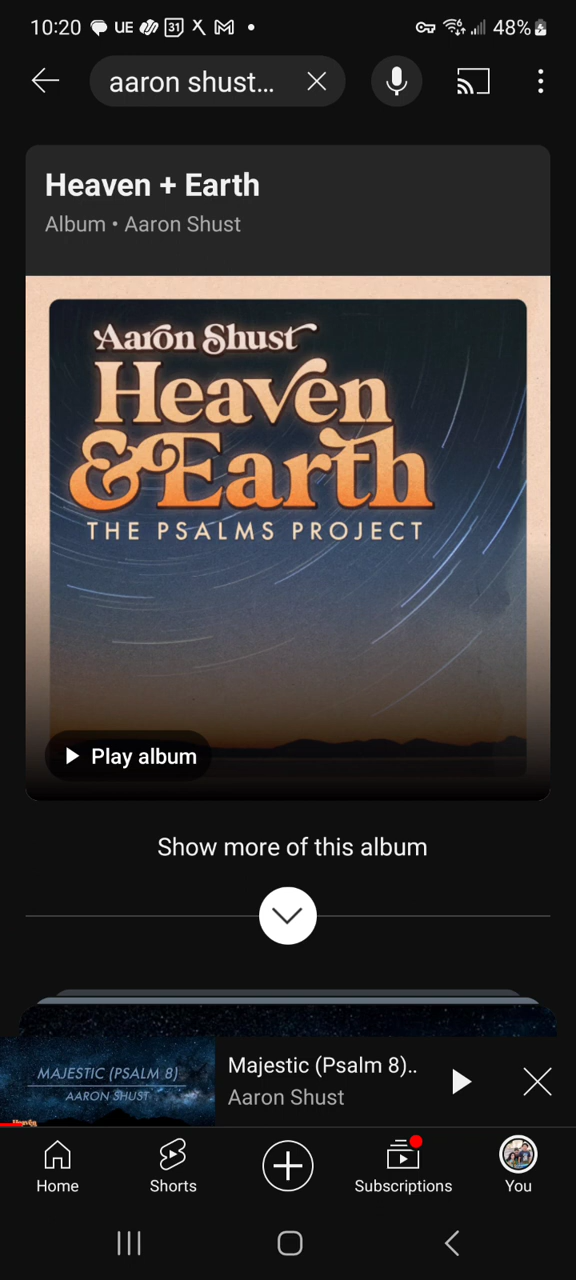 10:20 UE 31 X 48%
aaron shust...
Heaven + Earth
Album • Aaron Shust
Aaron Shust
Heaven
& Earth
THE PSALMS PROJECT
Play album
Show more of this album
MAJESTIC (PSALM 8)
AARON SHUST
Heaven
Majestic (Psalm 8)..
Aaron Shust
Home
Shorts
Subscriptions
You